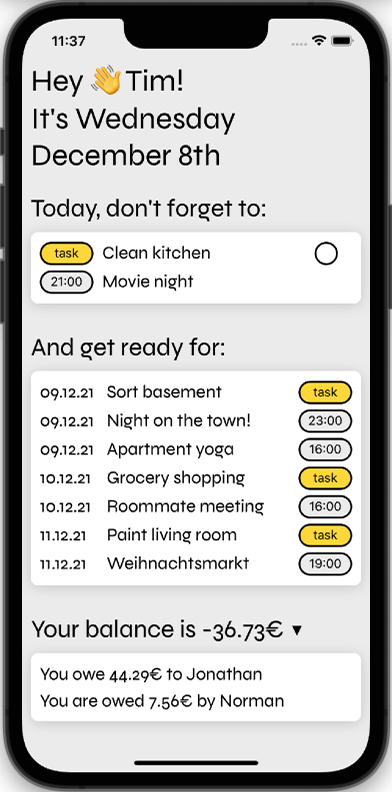 11:37
Hey 👋 Tim!
It's Wednesday
December 8th
Today, don't forget to:
task Clean kitchen
21:00 Movie night
And get ready for:
09.12.21 Sort basement task
09.12.21 Night on the town! 23:00
09.12.21 Apartment yoga 16:00
10.12.21 Grocery shopping task
10.12.21 Roommate meeting 16:00
11.12.21 Paint living room task
11.12.21 Weihnachtsmarkt 19:00
Your balance is -36.73€ ▼
You owe 44.29€ to Jonathan
You are owed 7.56€ by Norman